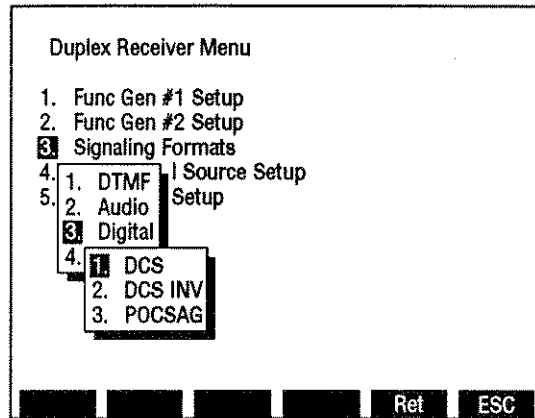 Duplex Receiver Menu
1. Func Gen #1 Setup
2. Func Gen #2 Setup
3. Signaling Formats
4. l Source Setup
5. Setup
1. DTMF
2. Audio
3. Digital
4.
1. DCS
2. DCS INV
3. POCSAG
Ret ESC